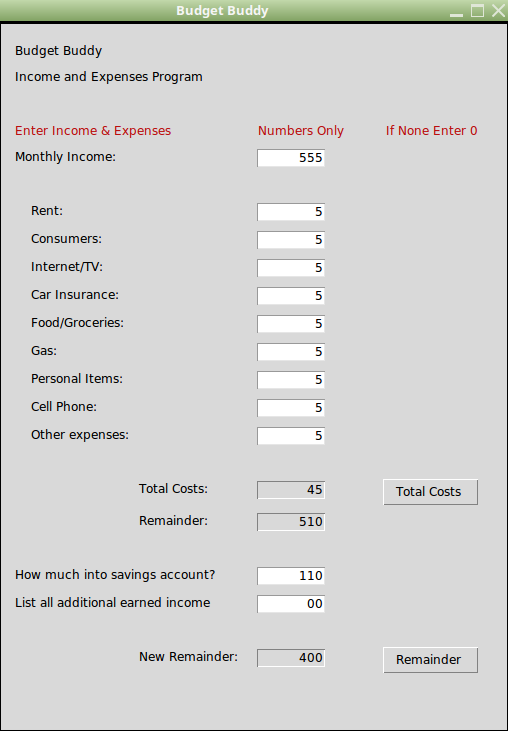 Budget Buddy
Budget Buddy
Income and Expenses Program
Enter Income & Expenses Numbers Only If None Enter 0
Monthly Income: 555
Rent: 5
Consumers: 5
Internet/TV: 5
Car Insurance: 5
Food/Groceries: 5
Gas: 5
Personal Items: 5
Cell Phone: 5
Other expenses: 5
Total Costs: 45 Total Costs
Remainder: 510
How much into savings account? 110
List all additional earned income 00
New Remainder: 400 Remainder